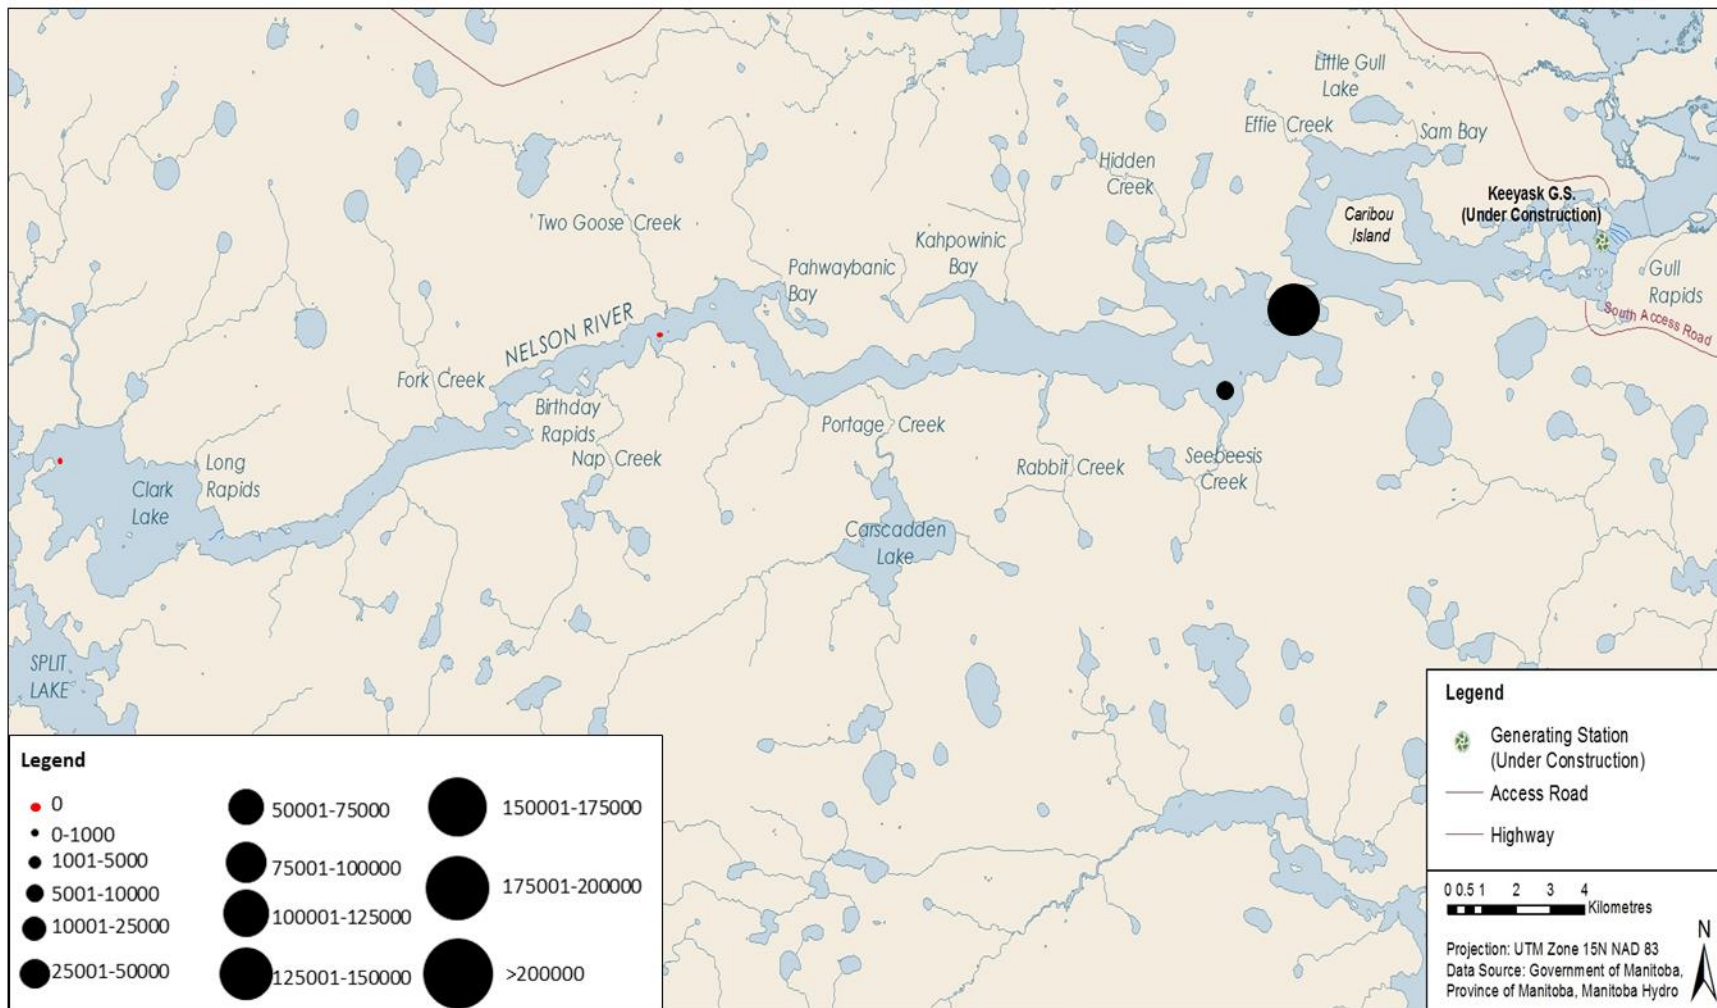 Little Gull
Lake
Effie Creek
Sam Bay
Hidden
Creek
Keeyask G.S.
(Under Construction)
Caribou
Island
Two Goose Creek
Kahpowinic
Bay
Pahwaybanic
Bay
Gull
Rapids
South Access Road
NELSON RIVER
Fork Creek
Birthday
Rapids
Nap Creek
Portage Creek
Rabbit Creek
Seebeesis
Creek
Long
Rapids
Clark
Lake
Carscadden
Lake
SPLIT
LAKE
Legend
0
0-1000
1001-5000
5001-10000
10001-25000
25001-50000
50001-75000
75001-100000
100001-125000
125001-150000
150001-175000
175001-200000
>200000
Legend
Generating Station
(Under Construction)
Access Road
Highway
0 0.5 1 2 3 4
Kilometres
Projection: UTM Zone 15N NAD 83
Data Source: Government of Manitoba,
Province of Manitoba, Manitoba Hydro
N